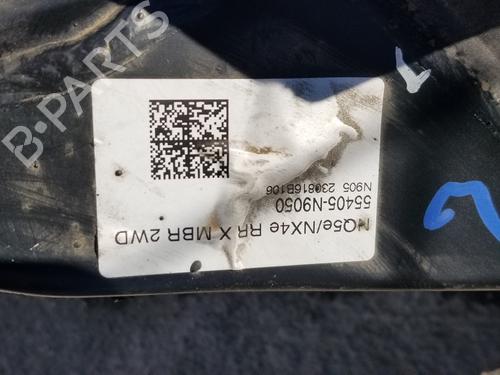 NQ5e/NX4e RR X MBR 2WD
55405-N9050
N905 230816B106
B-PARTS